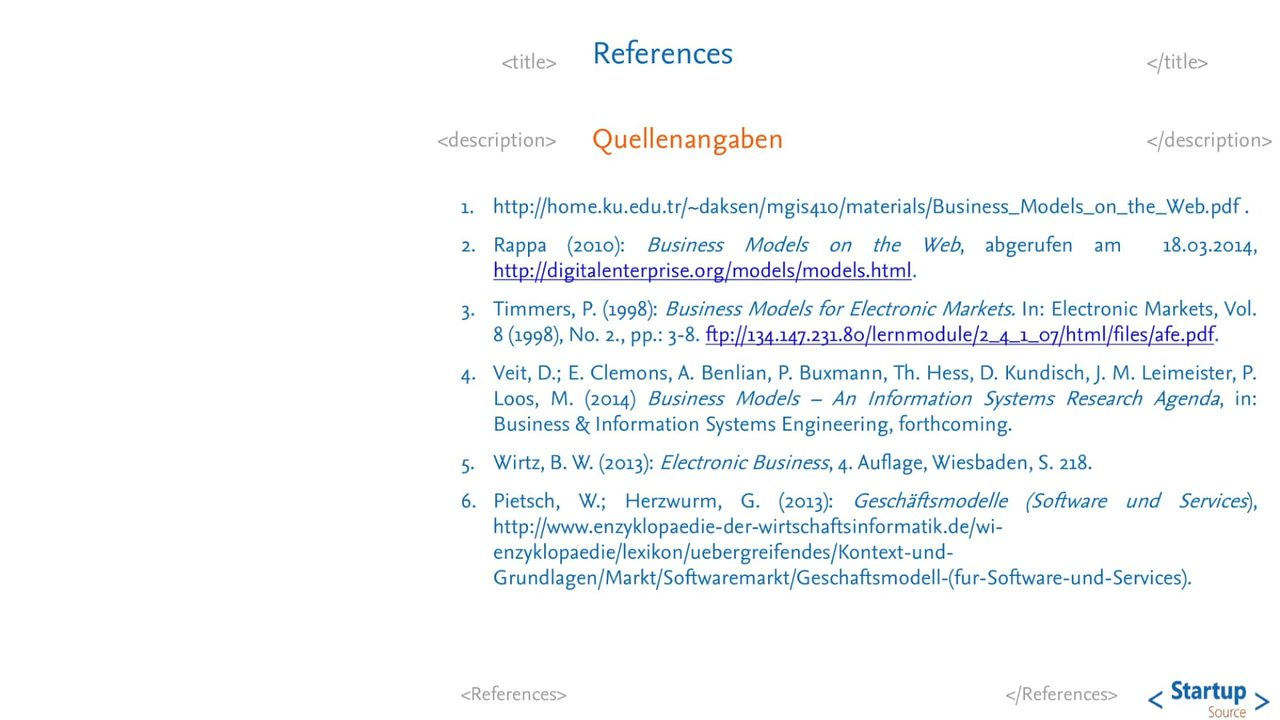 <title> References </title>
<description> Quellenangaben </description>
1. http://home.ku.edu.tr/~daksen/mgis410/materials/Business_Models_on_the_Web.pdf .
2. Rappa (2010): Business Models on the Web, abgerufen am 18.03.2014,
http://digitalenterprise.org/models/models.html.
3. Timmers, P. (1998): Business Models for Electronic Markets. In: Electronic Markets, Vol.
8 (1998), No. 2., pp.: 3-8. ftp://134.147.231.80/lernmodule/2_4_1_07/html/files/afe.pdf.
4. Veit, D.; E. Clemons, A. Benlian, P. Buxmann, Th. Hess, D. Kundisch, J. M. Leimeister, P.
Loos, M. (2014) Business Models – An Information Systems Research Agenda, in:
Business & Information Systems Engineering, forthcoming.
5. Wirtz, B. W. (2013): Electronic Business, 4. Auflage, Wiesbaden, S. 218.
6. Pietsch, W.; Herzwurm, G. (2013): Geschäftsmodelle (Software und Services),
http://www.enzyklopaedie-der-wirtschaftsinformatik.de/wi-
enzyklopaedie/lexikon/uebergreifendes/Kontext-und-
Grundlagen/Markt/Softwaremarkt/Geschaftsmodell-(fur-Software-und-Services).
<References> </References>
< Startup >
Source